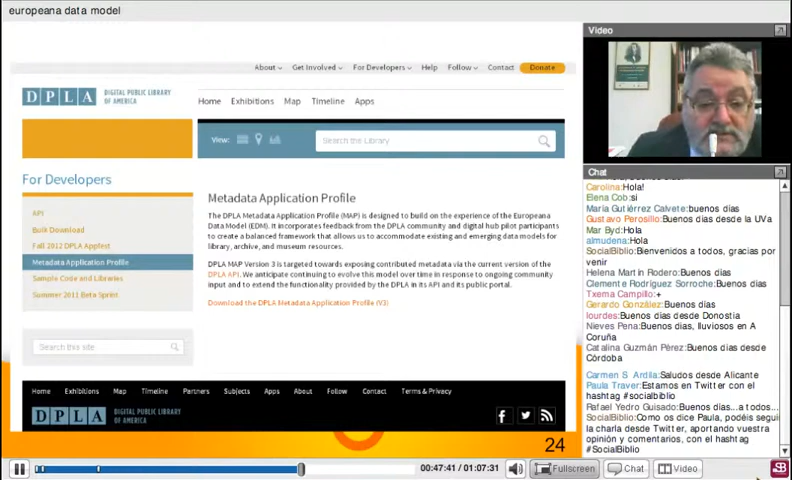 europeana data model
About
Get Involved
For Developers
Help
Follow
Contact
Donate
DPLA
DIGITAL PUBLIC LIBRARY
OF AMERICA
Home
Exhibitions
Map
Timeline
Apps
View:
Search the Library
For Developers
API
Bulk Download
Fall 2012 DPLA Appfest
Metadata Application Profile
Sample Code and Libraries
Summer 2011 Beta Sprint
Search this site
Metadata Application Profile
The DPLA Metadata Application Profile (MAP) is designed to build on the experience of the Europeana
Data Model (EDM). It incorporates feedback from the DPLA community and digital hub pilot participants
to create a balanced framework that allows us to accommodate existing and emerging data models for
library, archive, and museum resources.
DPLA MAP Version 3 is targeted towards exposing contributed metadata via the current version of the
DPLA API. We anticipate continuing to evolve this model over time in response to ongoing community
input and to extend the functionality provided by the DPLA in its API and its public portal.
Download the DPLA Metadata Application Profile (V3)
Home
Exhibitions
Map
Timeline
Partners
Subjects
Apps
About
Follow
Contact
Terms & Privacy
DPLA
DIGITAL PUBLIC LIBRARY
OF AMERICA
24
00:47:41 / 01:07:31
Fullscreen
Chat
Video
SB
Video
Chat
Carolina:Hola!
Elena Cob:si
María Gutiérrez Calvete:buenos días
Gustavo Perosillo:Buenos días desde la UVa
Mar Byd:Hola
almudena:Hola
SocialBiblio:Bienvenidos a todos, gracias por
venir
Helena Martín Rodero:Buenos días
Clemente Rodríguez Sorroche:Buenos días
Txema Campillo:+
Gerardo González:Buenos días
lourdes:Buenos días desde Donostia
Nieves Pena:Buenos días, lluviosos en A
Coruña
Catalina Guzmán Pérez:Buenos días desde
Córdoba
Carmen S Ardila:Saludos desde Alicante
Paula Traver:Estamos en Twitter con el
hashtag #socialbiblio
Rafael Yedro Guisado:Buenos días...a todos...
SocialBiblio:Como os dice Paula, podéis seguir
la charla desde Twitter, aportando vuestra
opinión y comentarios, con el hashtag
#SocialBiblio